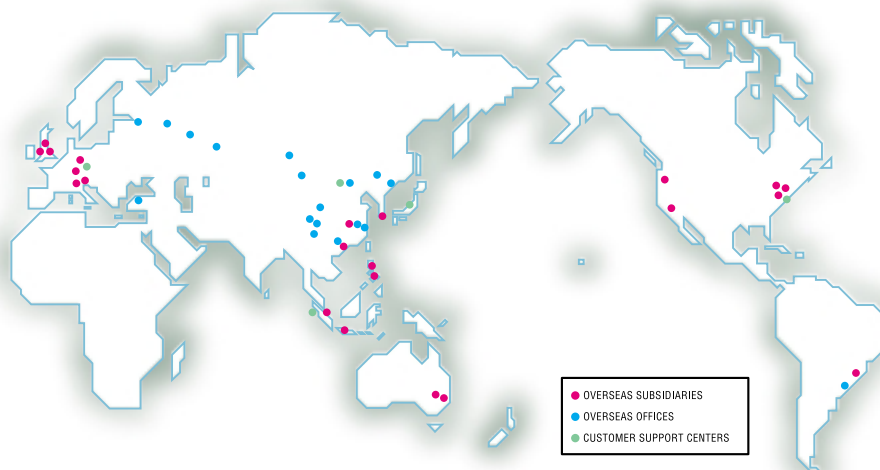 OVERSEAS SUBSIDIARIES
OVERSEAS OFFICES
CUSTOMER SUPPORT CENTERS